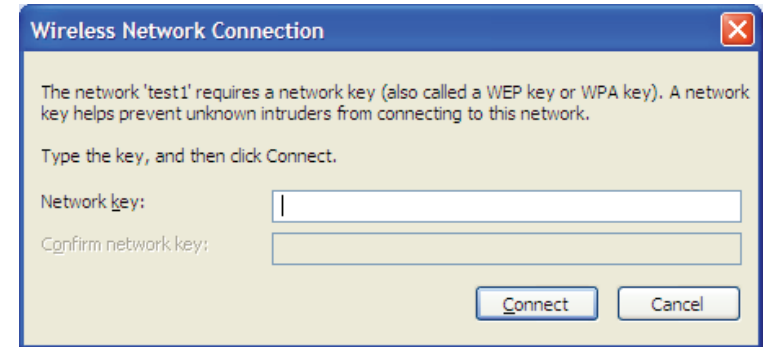 Wireless Network Connection
The network 'test1' requires a network key (also called a WEP key or WPA key). A network
key helps prevent unknown intruders from connecting to this network.
Type the key, and then click Connect.
Network key:
Confirm network key:
Connect Cancel